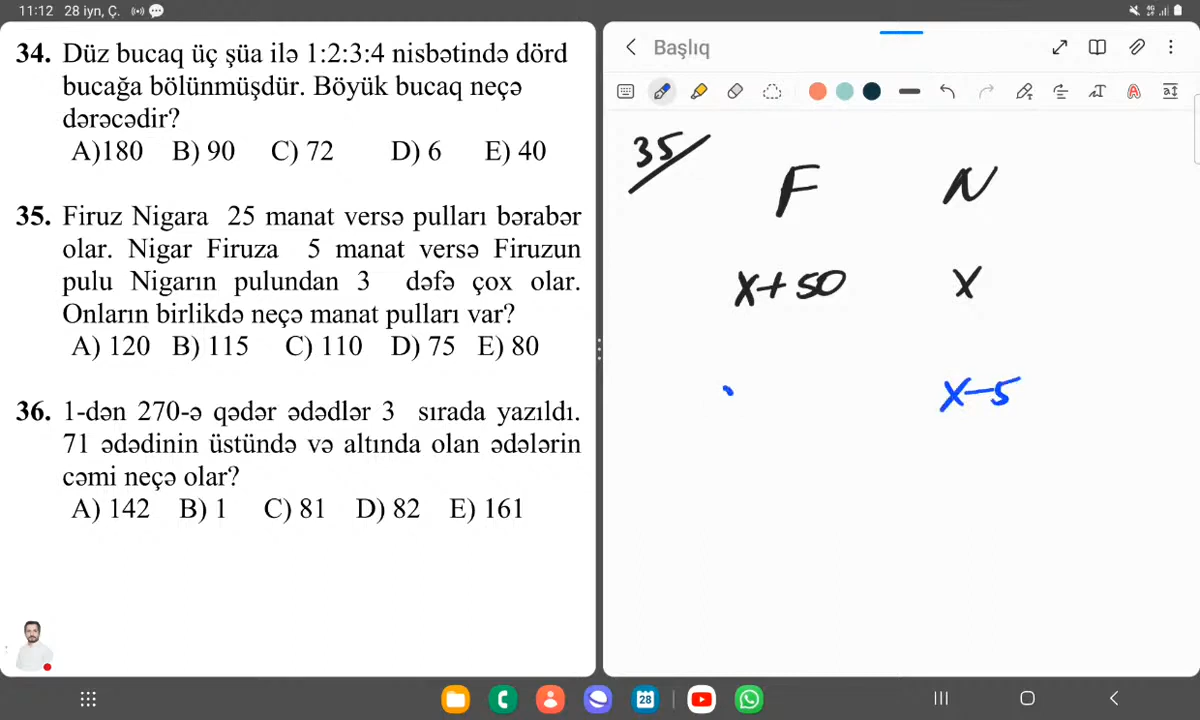 11:12 28 iyn, Ç.
34. Düz bucaq üç şüa ilə 1:2:3:4 nisbətində dörd
bucağa bölünmüşdür. Böyük bucaq neçə
dərəcədir?
A)180 B) 90 C) 72 D) 6 E) 40
35. Firuz Nigara 25 manat versə pulları bərabər
olar. Nigar Firuza 5 manat versə Firuzun
pulu Nigarın pulundan 3 dəfə çox olar.
Onların birlikdə neçə manat pulları var?
A) 120 B) 115 C) 110 D) 75 E) 80
36. 1-dən 270-ə qədər ədədlər 3 sırada yazıldı.
71 ədədinin üstündə və altında olan ədələrin
cəmi neçə olar?
A) 142 B) 1 C) 81 D) 82 E) 161
Başlıq
35
F N
x+50 x
x-5
28